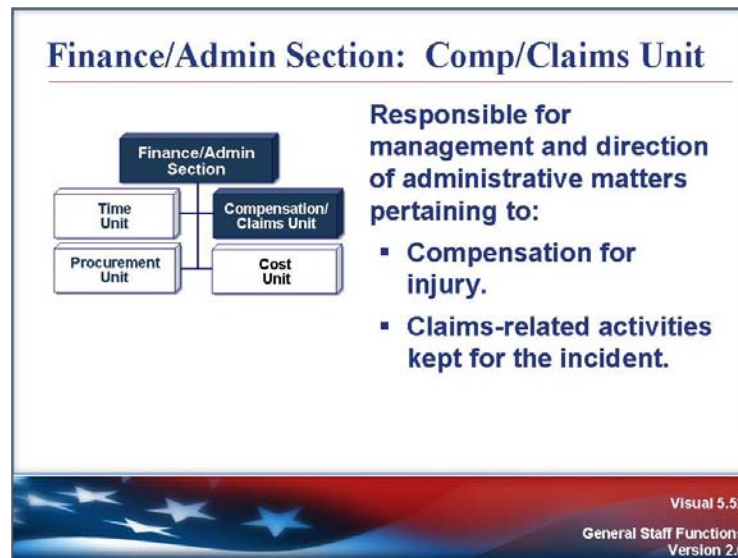 Finance/Admin Section: Comp/Claims Unit
Finance/Admin
Section
Time
Unit
Compensation/
Claims Unit
Procurement
Unit
Cost
Unit
Responsible for
management and direction
of administrative matters
pertaining to:
▪ Compensation for
injury.
▪ Claims-related activities
kept for the incident.
Visual 5.5
General Staff Function
Version 2.